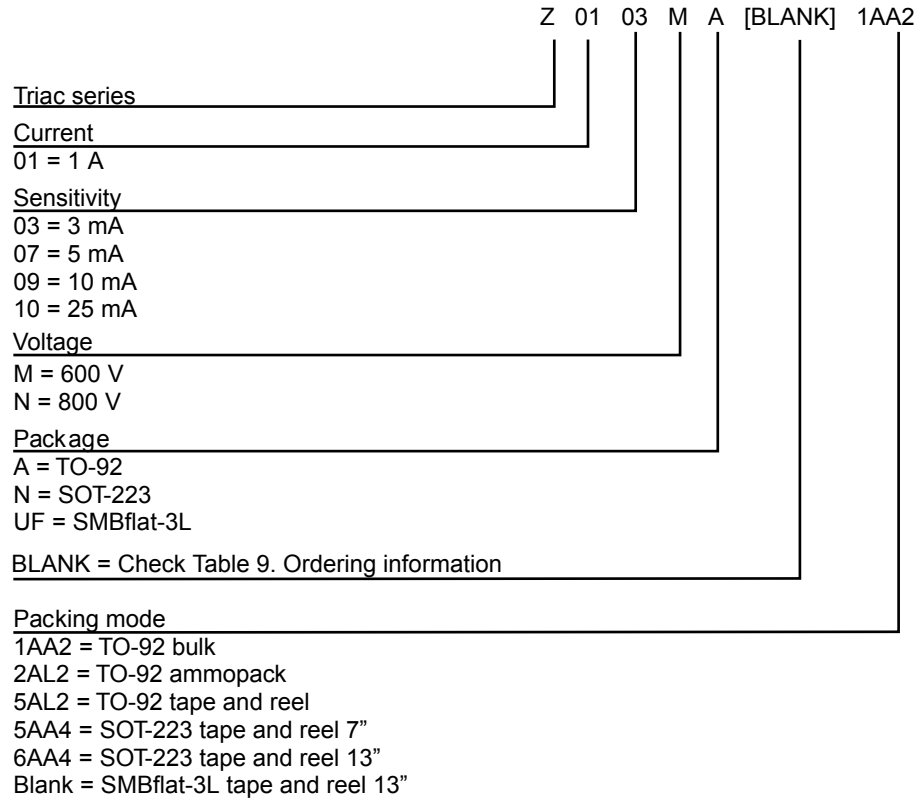 Z 01 03 M A [BLANK] 1AA2
Triac series
Current
01 = 1 A
Sensitivity
03 = 3 mA
07 = 5 mA
09 = 10 mA
10 = 25 mA
Voltage
M = 600 V
N = 800 V
Package
A = TO-92
N = SOT-223
UF = SMBflat-3L
BLANK = Check Table 9. Ordering information
Packing mode
1AA2 = TO-92 bulk
2AL2 = TO-92 ammopack
5AL2 = TO-92 tape and reel
5AA4 = SOT-223 tape and reel 7”
6AA4 = SOT-223 tape and reel 13”
Blank = SMBflat-3L tape and reel 13”